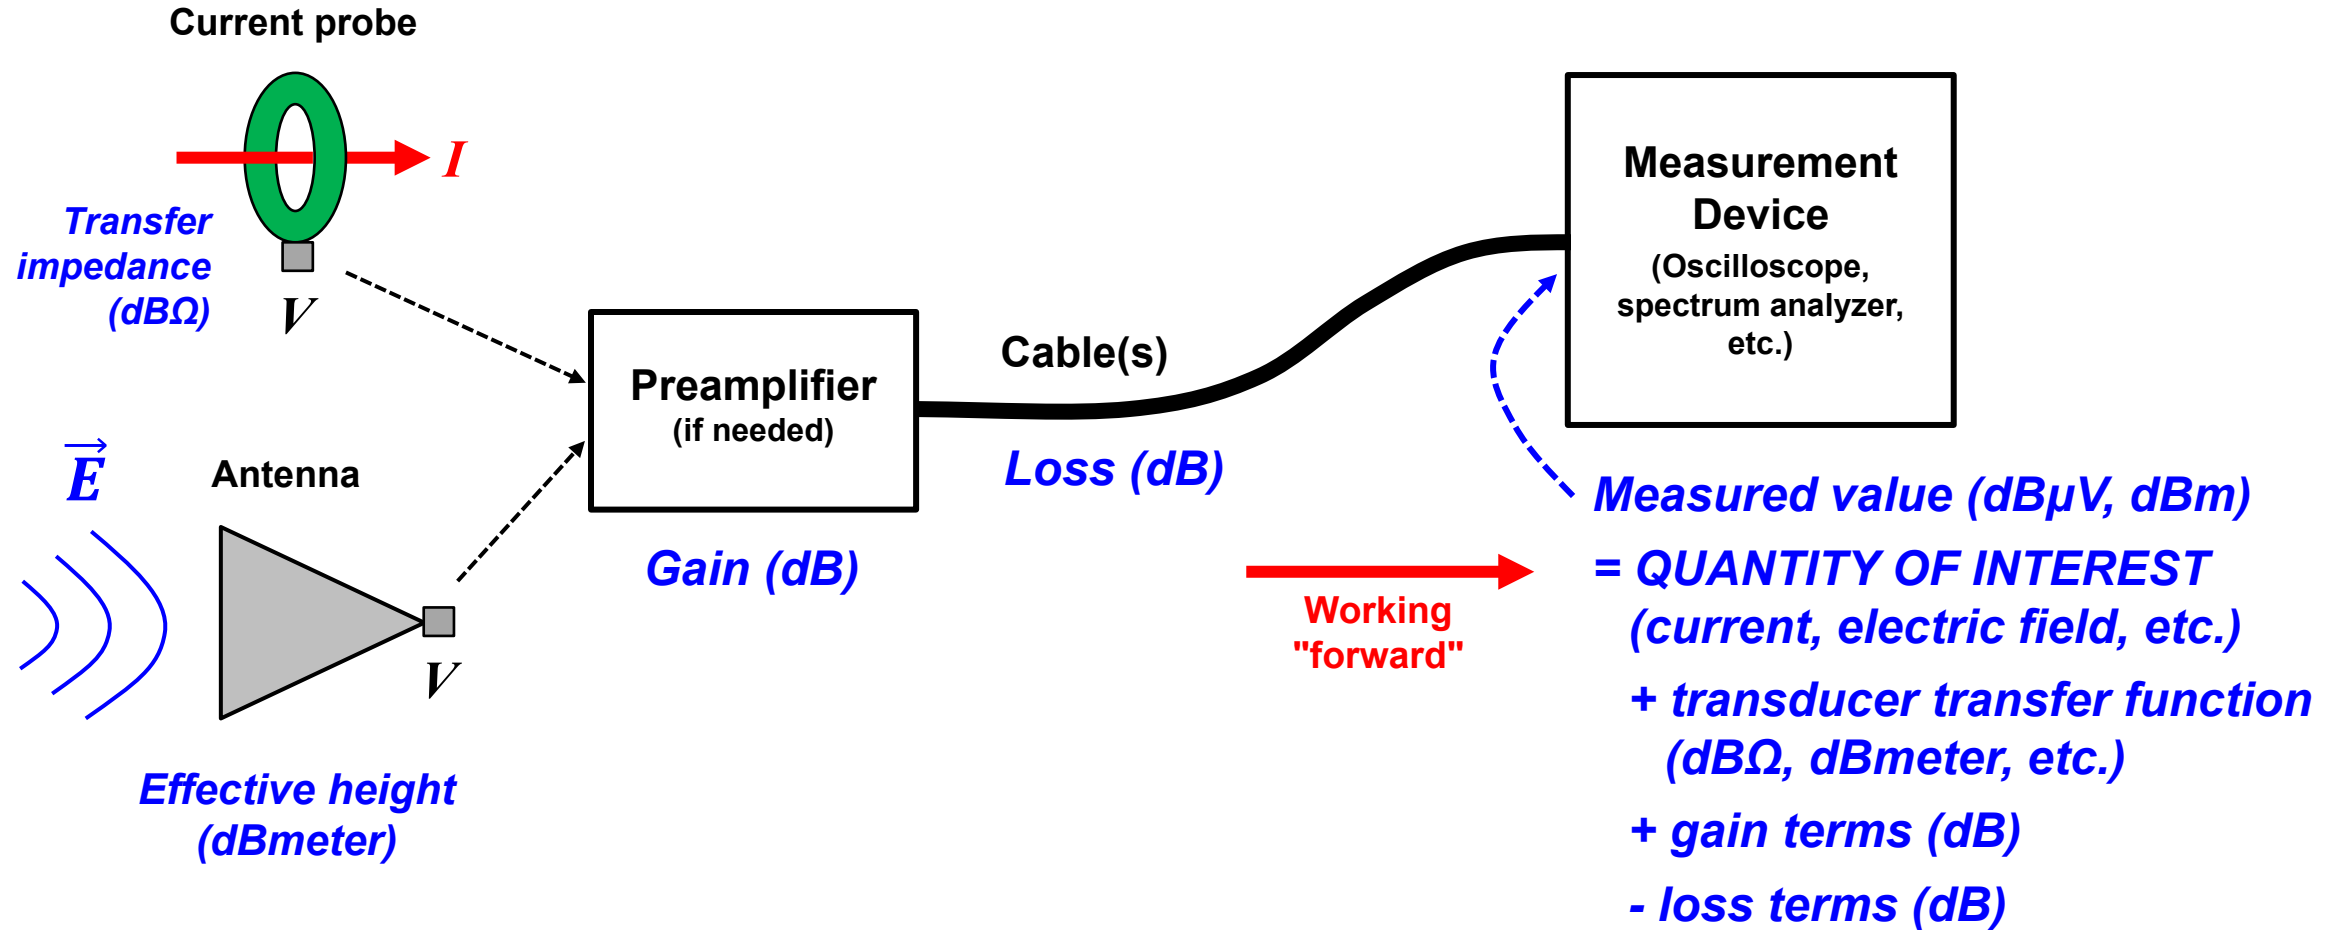 Current probe
I
Transfer
impedance
(dBΩ)
V
Preamplifier
(if needed)
Gain (dB)
Cable(s)
Loss (dB)
Measurement
Device
(Oscilloscope,
spectrum analyzer,
etc.)
E
Antenna
V
Effective height
(dBmeter)
Working
"forward"
Measured value (dBµV, dBm)
= QUANTITY OF INTEREST
(current, electric field, etc.)
+ transducer transfer function
(dBΩ, dBmeter, etc.)
+ gain terms (dB)
- loss terms (dB)